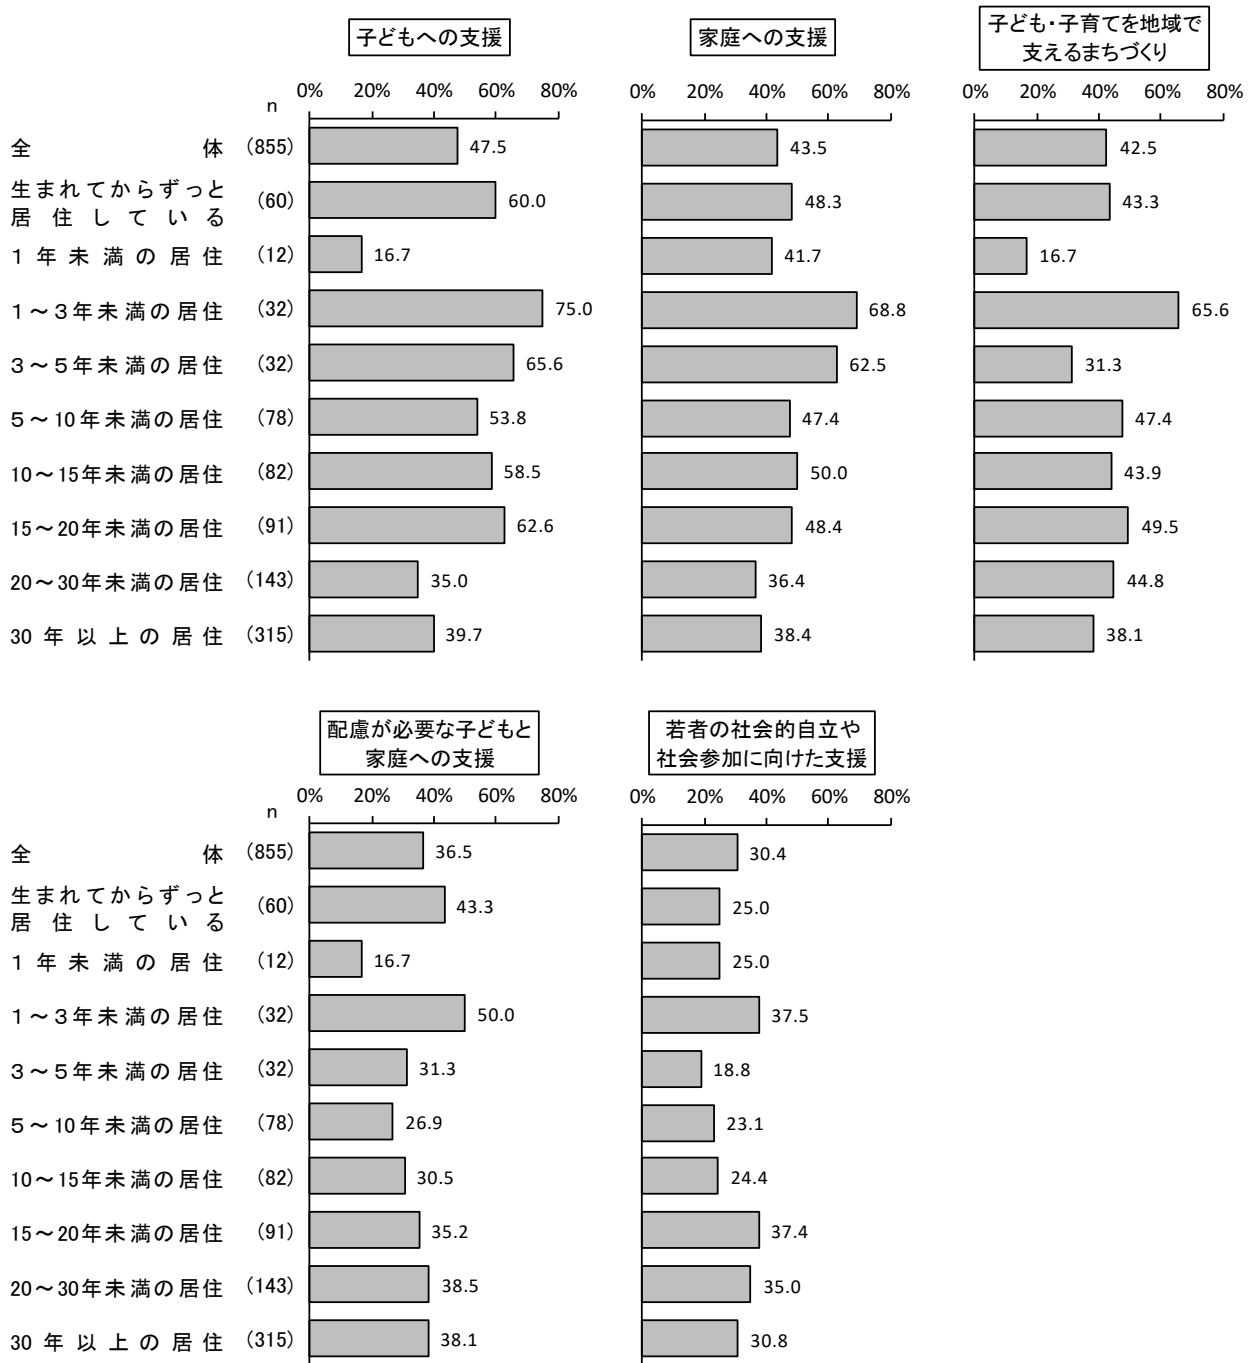 子どもへの支援 家庭への支援 子ども・子育てを地域で
支えるまちづくり
n 0% 20% 40% 60% 80% 0% 20% 40% 60% 80% 0% 20% 40% 60% 80%
全体 (855) 47.5 43.5 42.5
生まれてからずっと
居住している (60) 60.0 48.3 43.3
1年未満の居住 (12) 16.7 41.7 16.7
1～3年未満の居住 (32) 75.0 68.8 65.6
3～5年未満の居住 (32) 65.6 62.5 31.3
5～10年未満の居住 (78) 53.8 47.4 47.4
10～15年未満の居住 (82) 58.5 50.0 43.9
15～20年未満の居住 (91) 62.6 48.4 49.5
20～30年未満の居住 (143) 35.0 36.4 44.8
30年以上の居住 (315) 39.7 38.4 38.1
配慮が必要な子どもと
家庭への支援
若者の社会的自立や
社会参加に向けた支援
n 0% 20% 40% 60% 80% 0% 20% 40% 60% 80%
全体 (855) 36.5 30.4
生まれてからずっと
居住している (60) 43.3 25.0
1年未満の居住 (12) 16.7 25.0
1～3年未満の居住 (32) 50.0 37.5
3～5年未満の居住 (32) 31.3 18.8
5～10年未満の居住 (78) 26.9 23.1
10～15年未満の居住 (82) 30.5 24.4
15～20年未満の居住 (91) 35.2 37.4
20～30年未満の居住 (143) 38.5 35.0
30年以上の居住 (315) 38.1 30.8